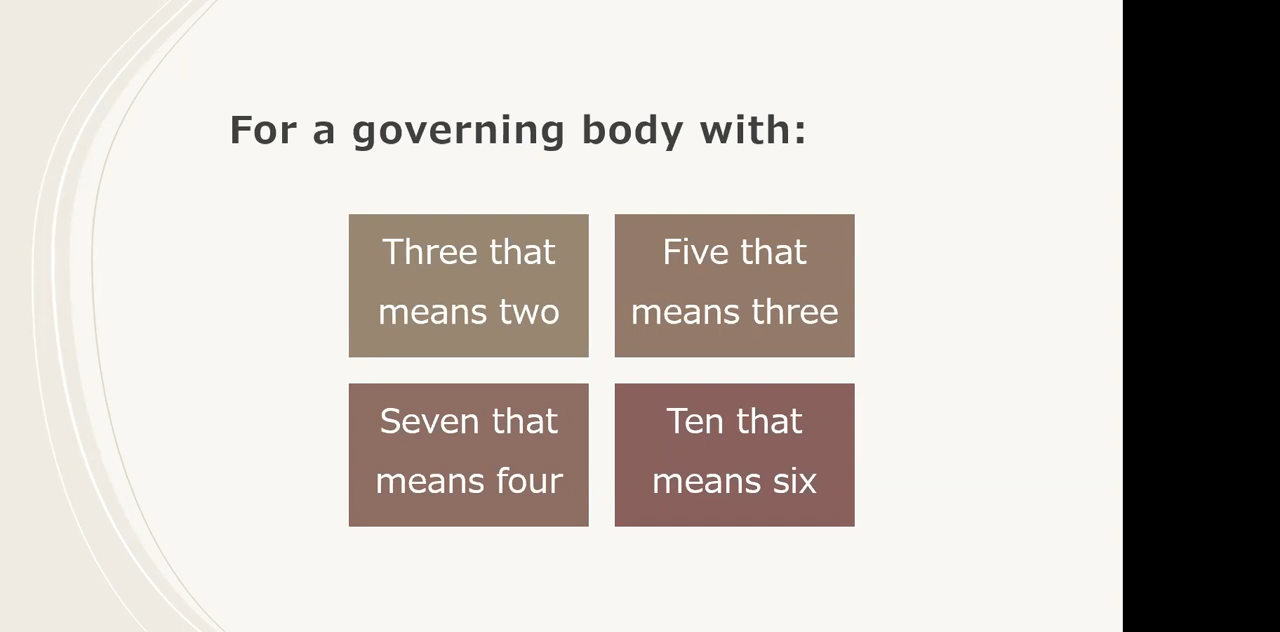 For a governing body with:
Three that
means two
Five that
means three
Seven that
means four
Ten that
means six